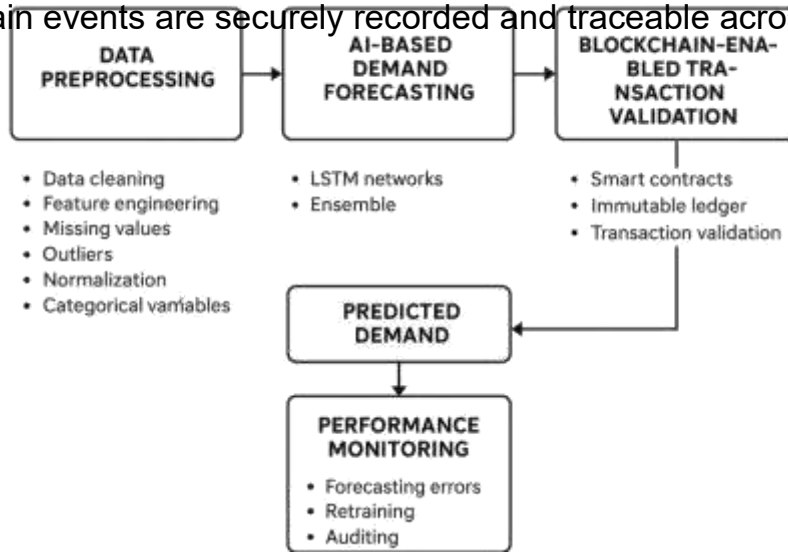 ain events are securely recorded and traceable acro
DATA
PREPROCESSING
AI-BASED
DEMAND
FORECASTING
BLOCKCHAIN-ENA-
BLED TRA-
NSACTION
VALIDATION
• Data cleaning
• Feature engineering
• Missing values
• Outliers
• Normalization
• Categorical vamables
• LSTM networks
• Ensemble
• Smart contracts
• Immutable ledger
• Transaction validation
PREDICTED
DEMAND
PERFORMANCE
MONITORING
• Forecasting errors
• Retraining
• Auditing